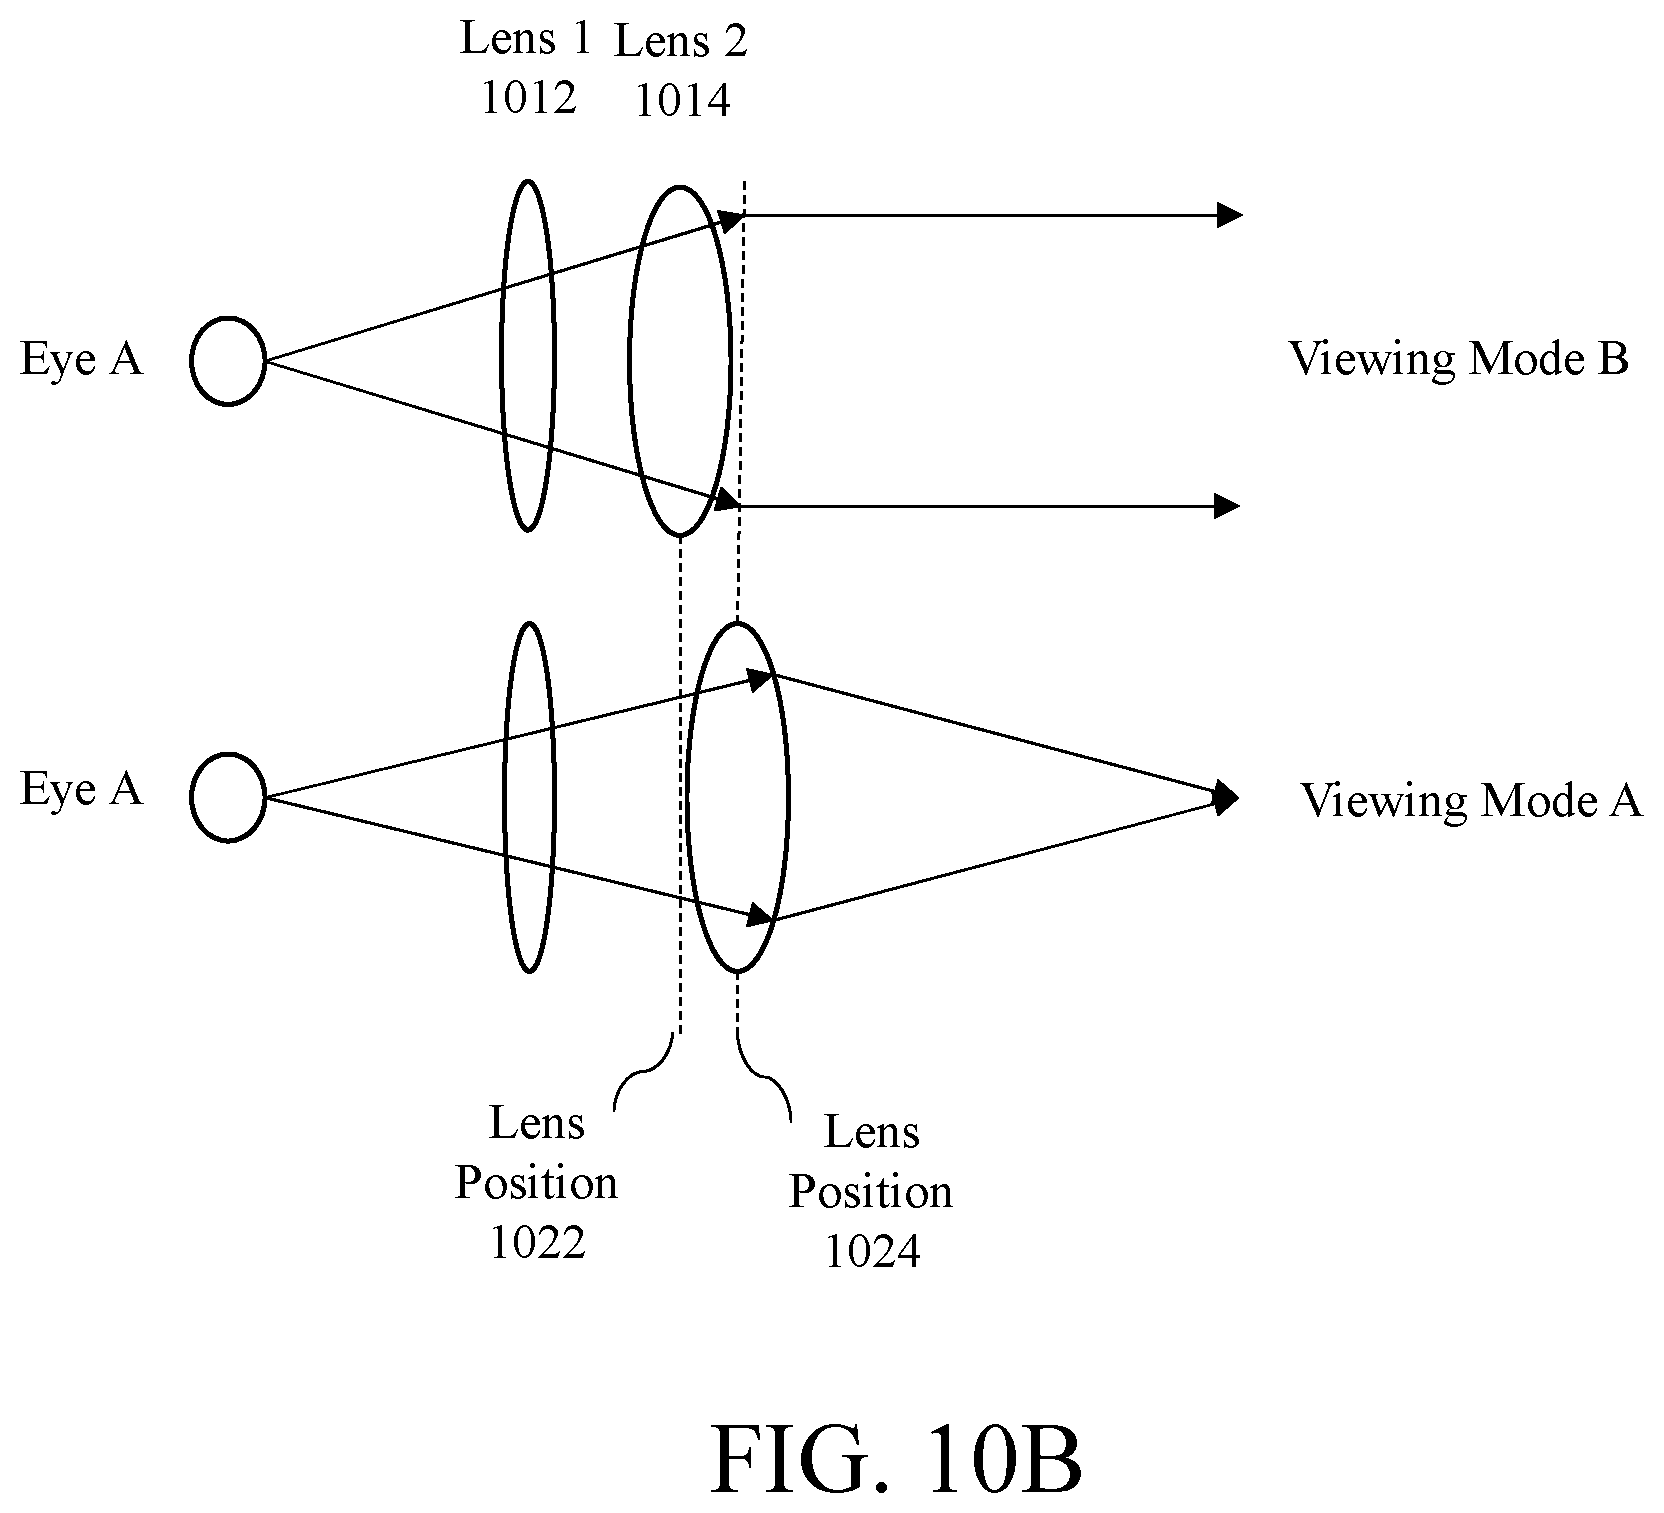 Lens 1
1012
Lens 2
1014
Eye A
Viewing Mode B
Eye A
Viewing Mode A
Lens
Position
1022
Lens
Position
1024
FIG. 10B